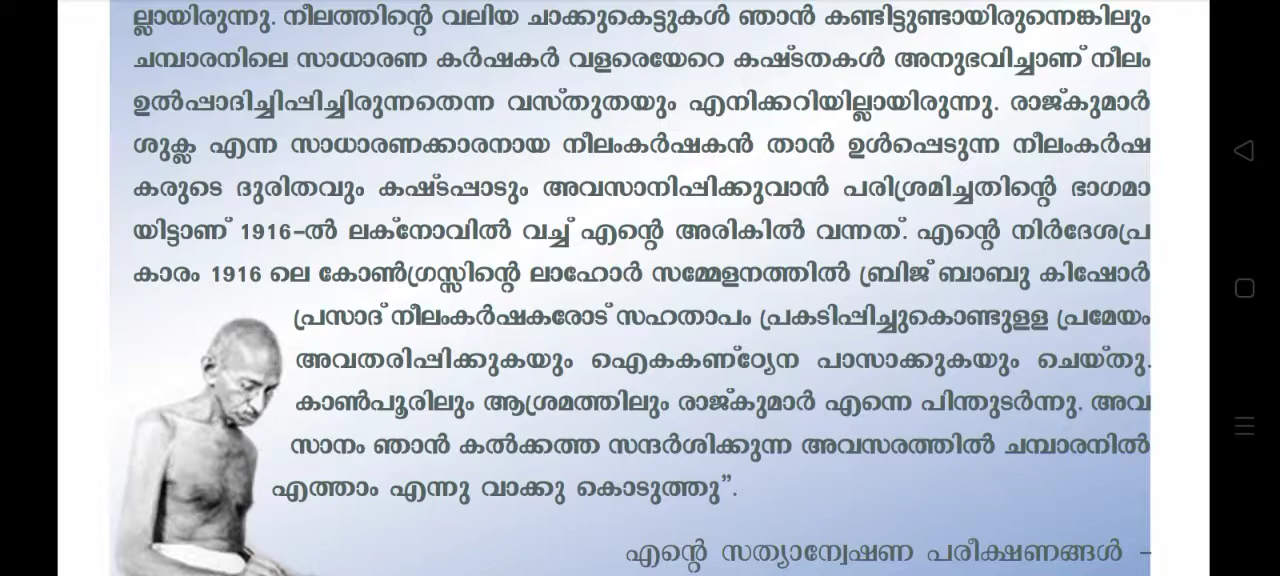 ല്ലായിരുന്നു. നീലത്തിന്റെ വലിയ ചാക്കുകെട്ടുകൾ ഞാൻ കണ്ടിട്ടുണ്ടായിരുന്നെങ്കിലും
ചമ്പാരനിലെ സാധാരണ കർഷകർ വളരെയേറെ കഷ്ടതകൾ അനുഭവിച്ചാണ് നീലം
ഉൽപ്പാദിച്ചിപ്പിച്ചിരുന്നതെന്ന വസ്തുതയും എനിക്കറിയില്ലായിരുന്നു. രാജ്കുമാർ
ശുക്ല എന്ന സാധാരണക്കാരനായ നീലംകർഷകൻ താൻ ഉൾപ്പെടുന്ന നീലംകർഷ
കരുടെ ദുരിതവും കഷ്ടപ്പാടും അവസാനിപ്പിക്കുവാൻ പരിശ്രമിച്ചതിന്റെ ഭാഗമാ
യിട്ടാണ് 1916-ൽ ലക്നോവിൽ വച്ച് എന്റെ അരികിൽ വന്നത്. എന്റെ നിർദേശപ്ര
കാരം 1916 ലെ കോൺഗ്രസ്സിന്റെ ലാഹോർ സമ്മേളനത്തിൽ ബ്രിജ് ബാബു കിഷോർ
പ്രസാദ് നീലംകർഷകരോട് സഹതാപം പ്രകടിപ്പിച്ചുകൊണ്ടുളള പ്രമേയം
അവതരിപ്പിക്കുകയും ഐകകണ്ഠ്യേന പാസാക്കുകയും ചെയ്തു.
കാൺപൂരിലും ആശ്രമത്തിലും രാജ്കുമാർ എന്നെ പിന്തുടർന്നു. അവ
സാനം ഞാൻ കൽക്കത്ത സന്ദർശിക്കുന്ന അവസരത്തിൽ ചമ്പാരനിൽ
എത്താം എന്നു വാക്കു കൊടുത്തു”.
എന്റെ സത്യാന്വേഷണ പരീക്ഷണങ്ങൾ –